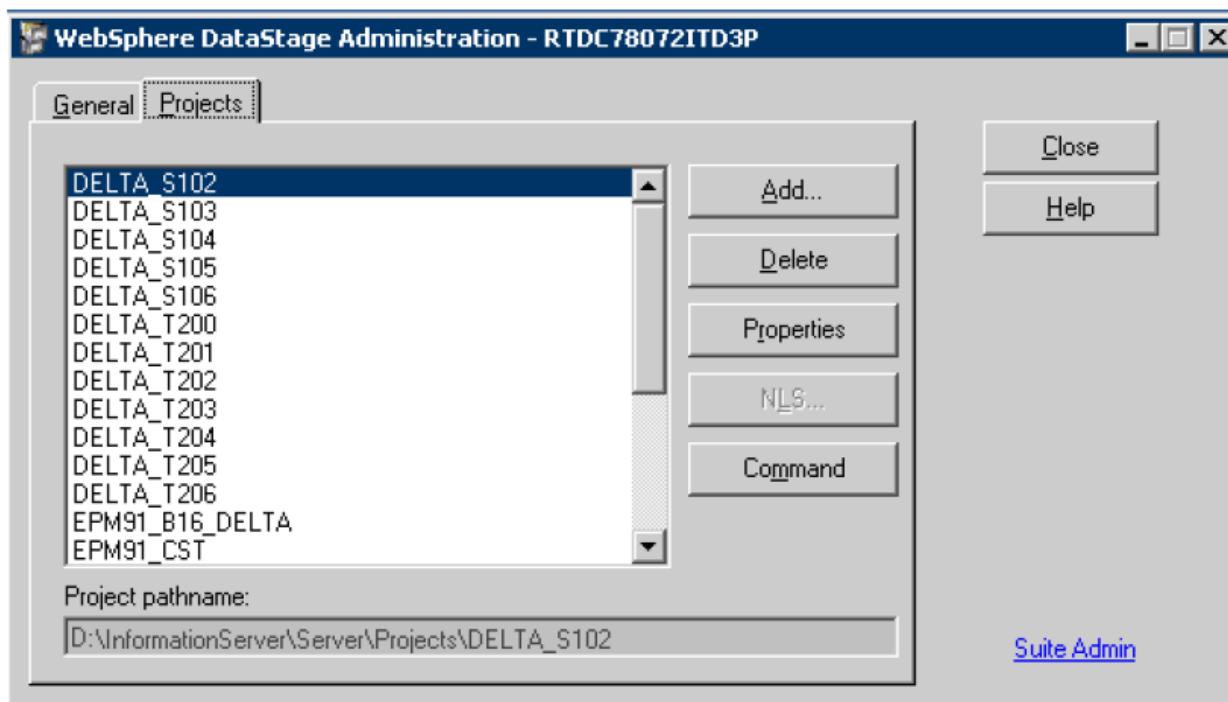 WebSphere DataStage Administration - RTDC78072ITD3P
General Projects
DELTA_S102
DELTA_S103
DELTA_S104
DELTA_S105
DELTA_S106
DELTA_T200
DELTA_T201
DELTA_T202
DELTA_T203
DELTA_T204
DELTA_T205
DELTA_T206
EPM91_B16_DELTA
EPM91_CST
Add...
Delete
Properties
NLS...
Command
Project pathname:
D:\InformationServer\Server\Projects\DELTA_S102
Close
Help
Suite Admin